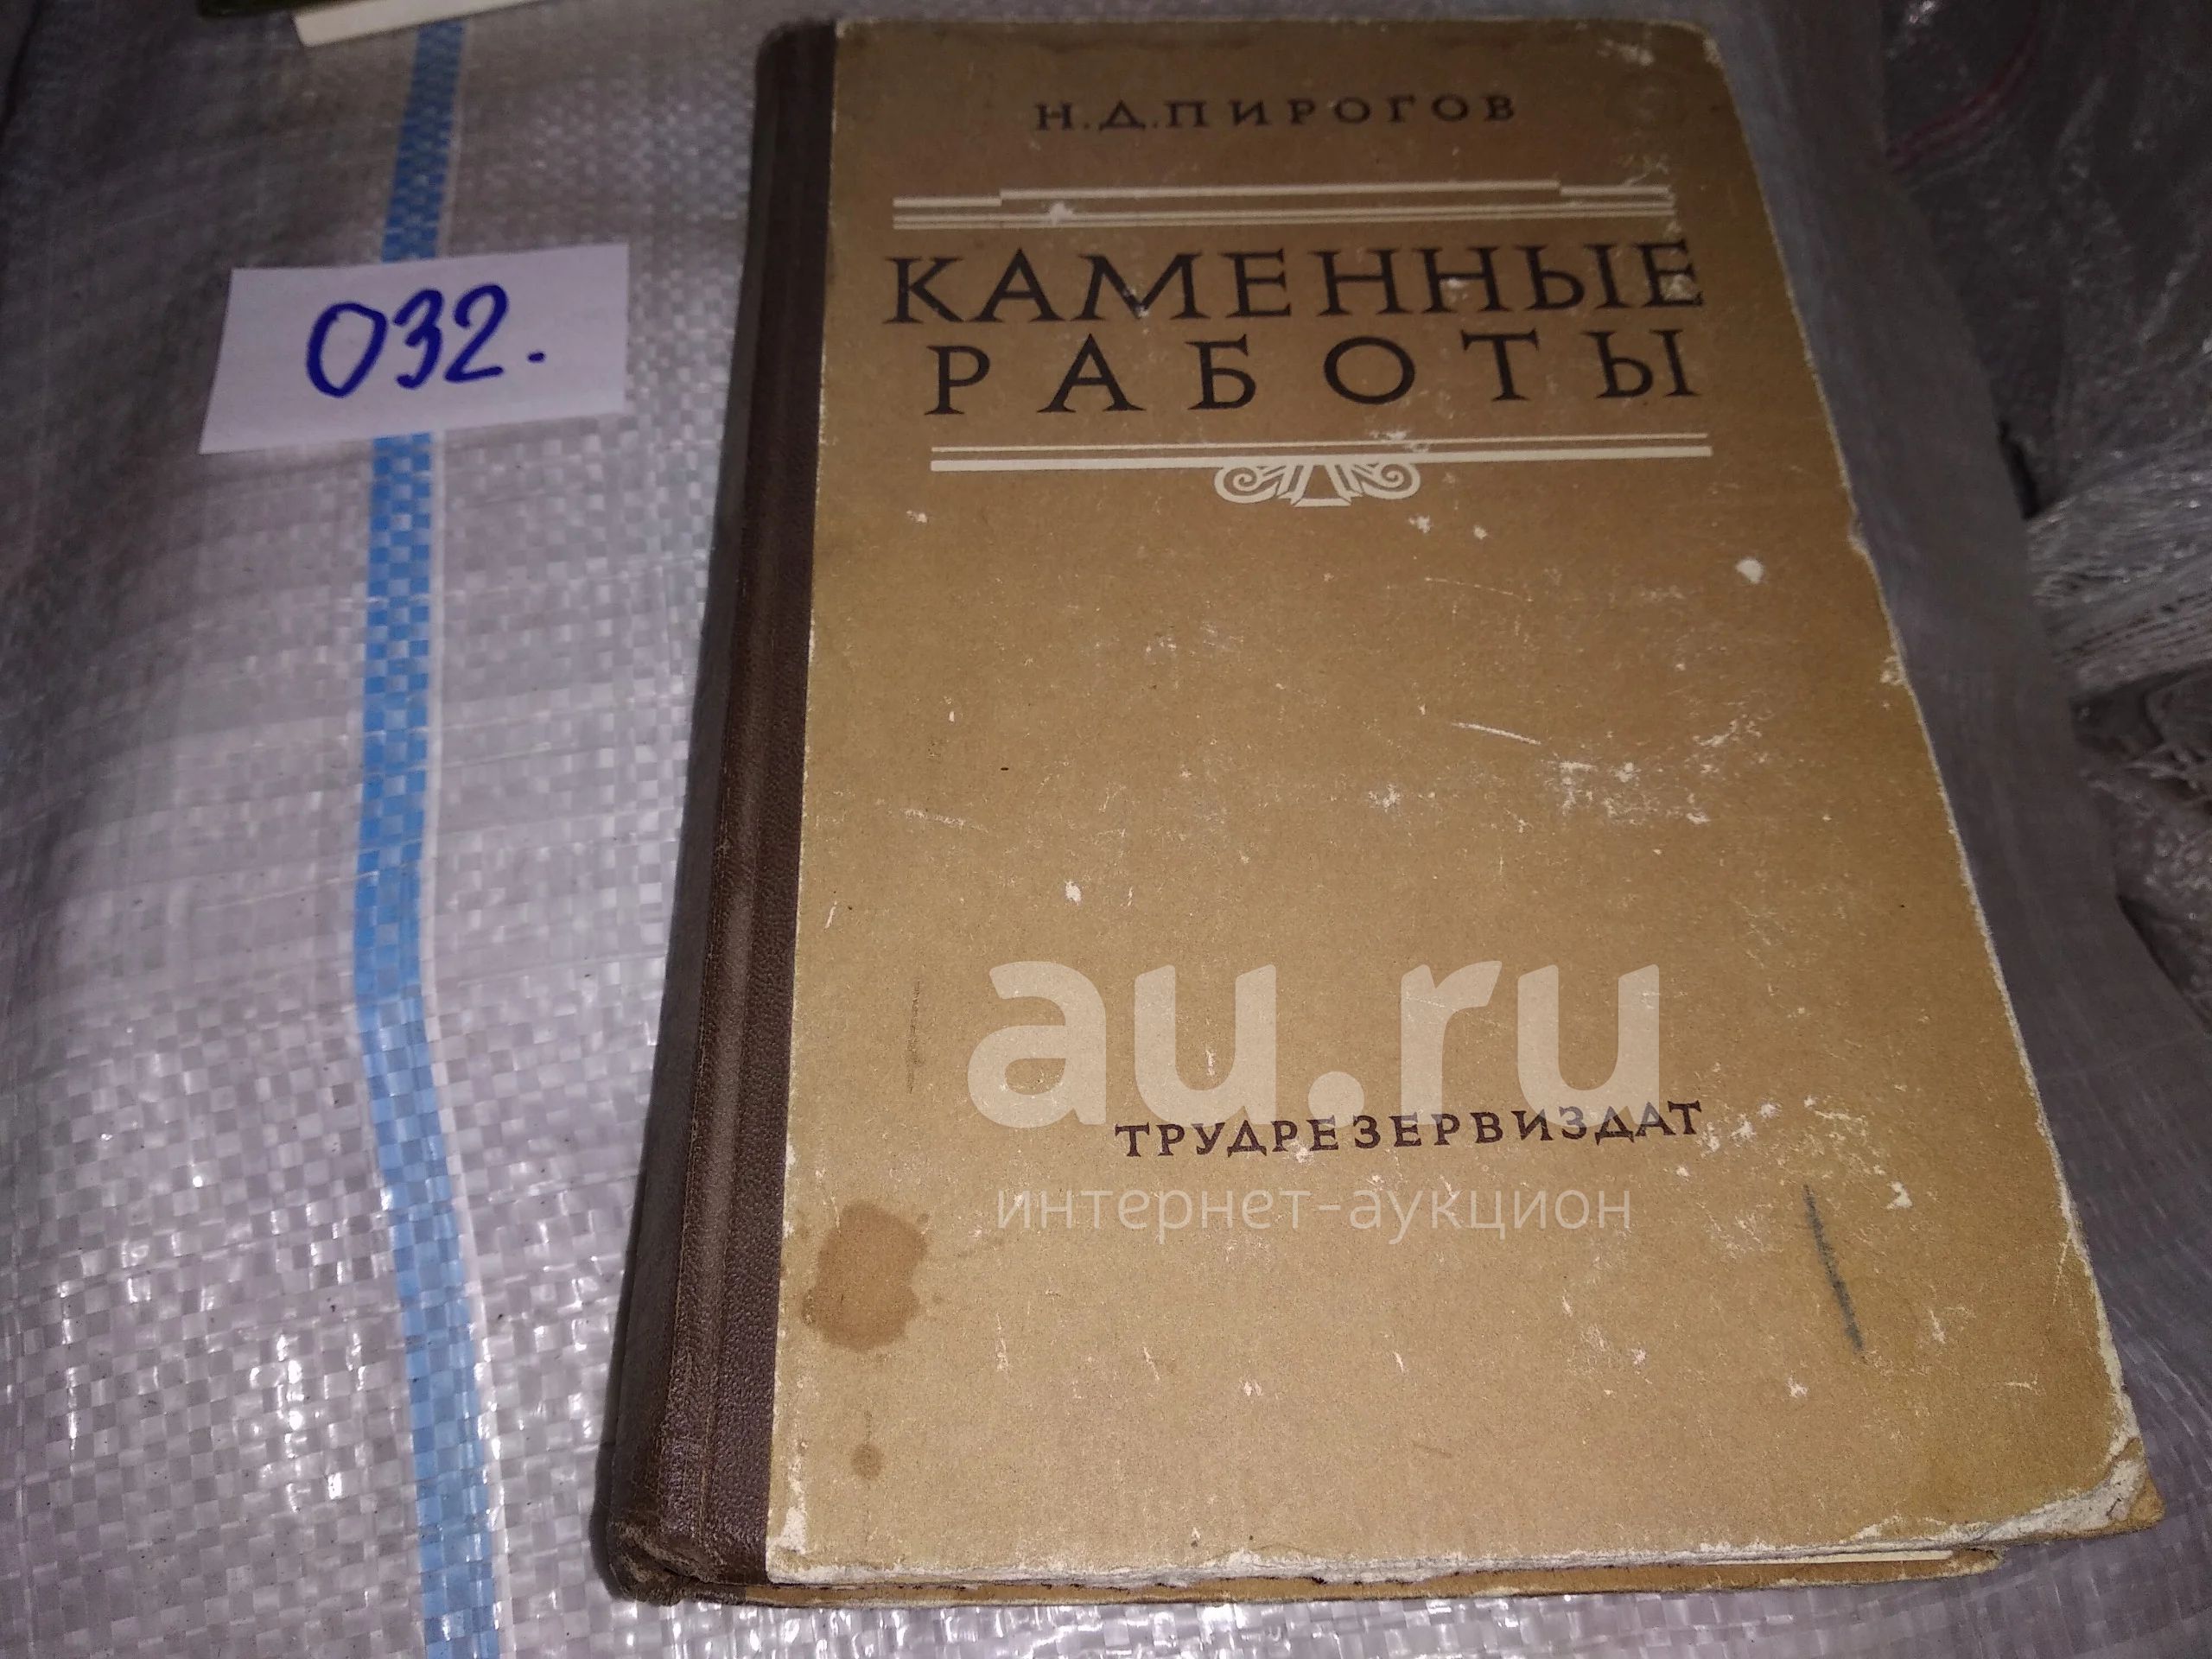 Н.Д.ПИРОГОВ
КАМЕННЫЕ
РАБОТЫ
032.
au.ru
ТРУДРЕЗЕРВИЗДАТ
интернет-аукцион